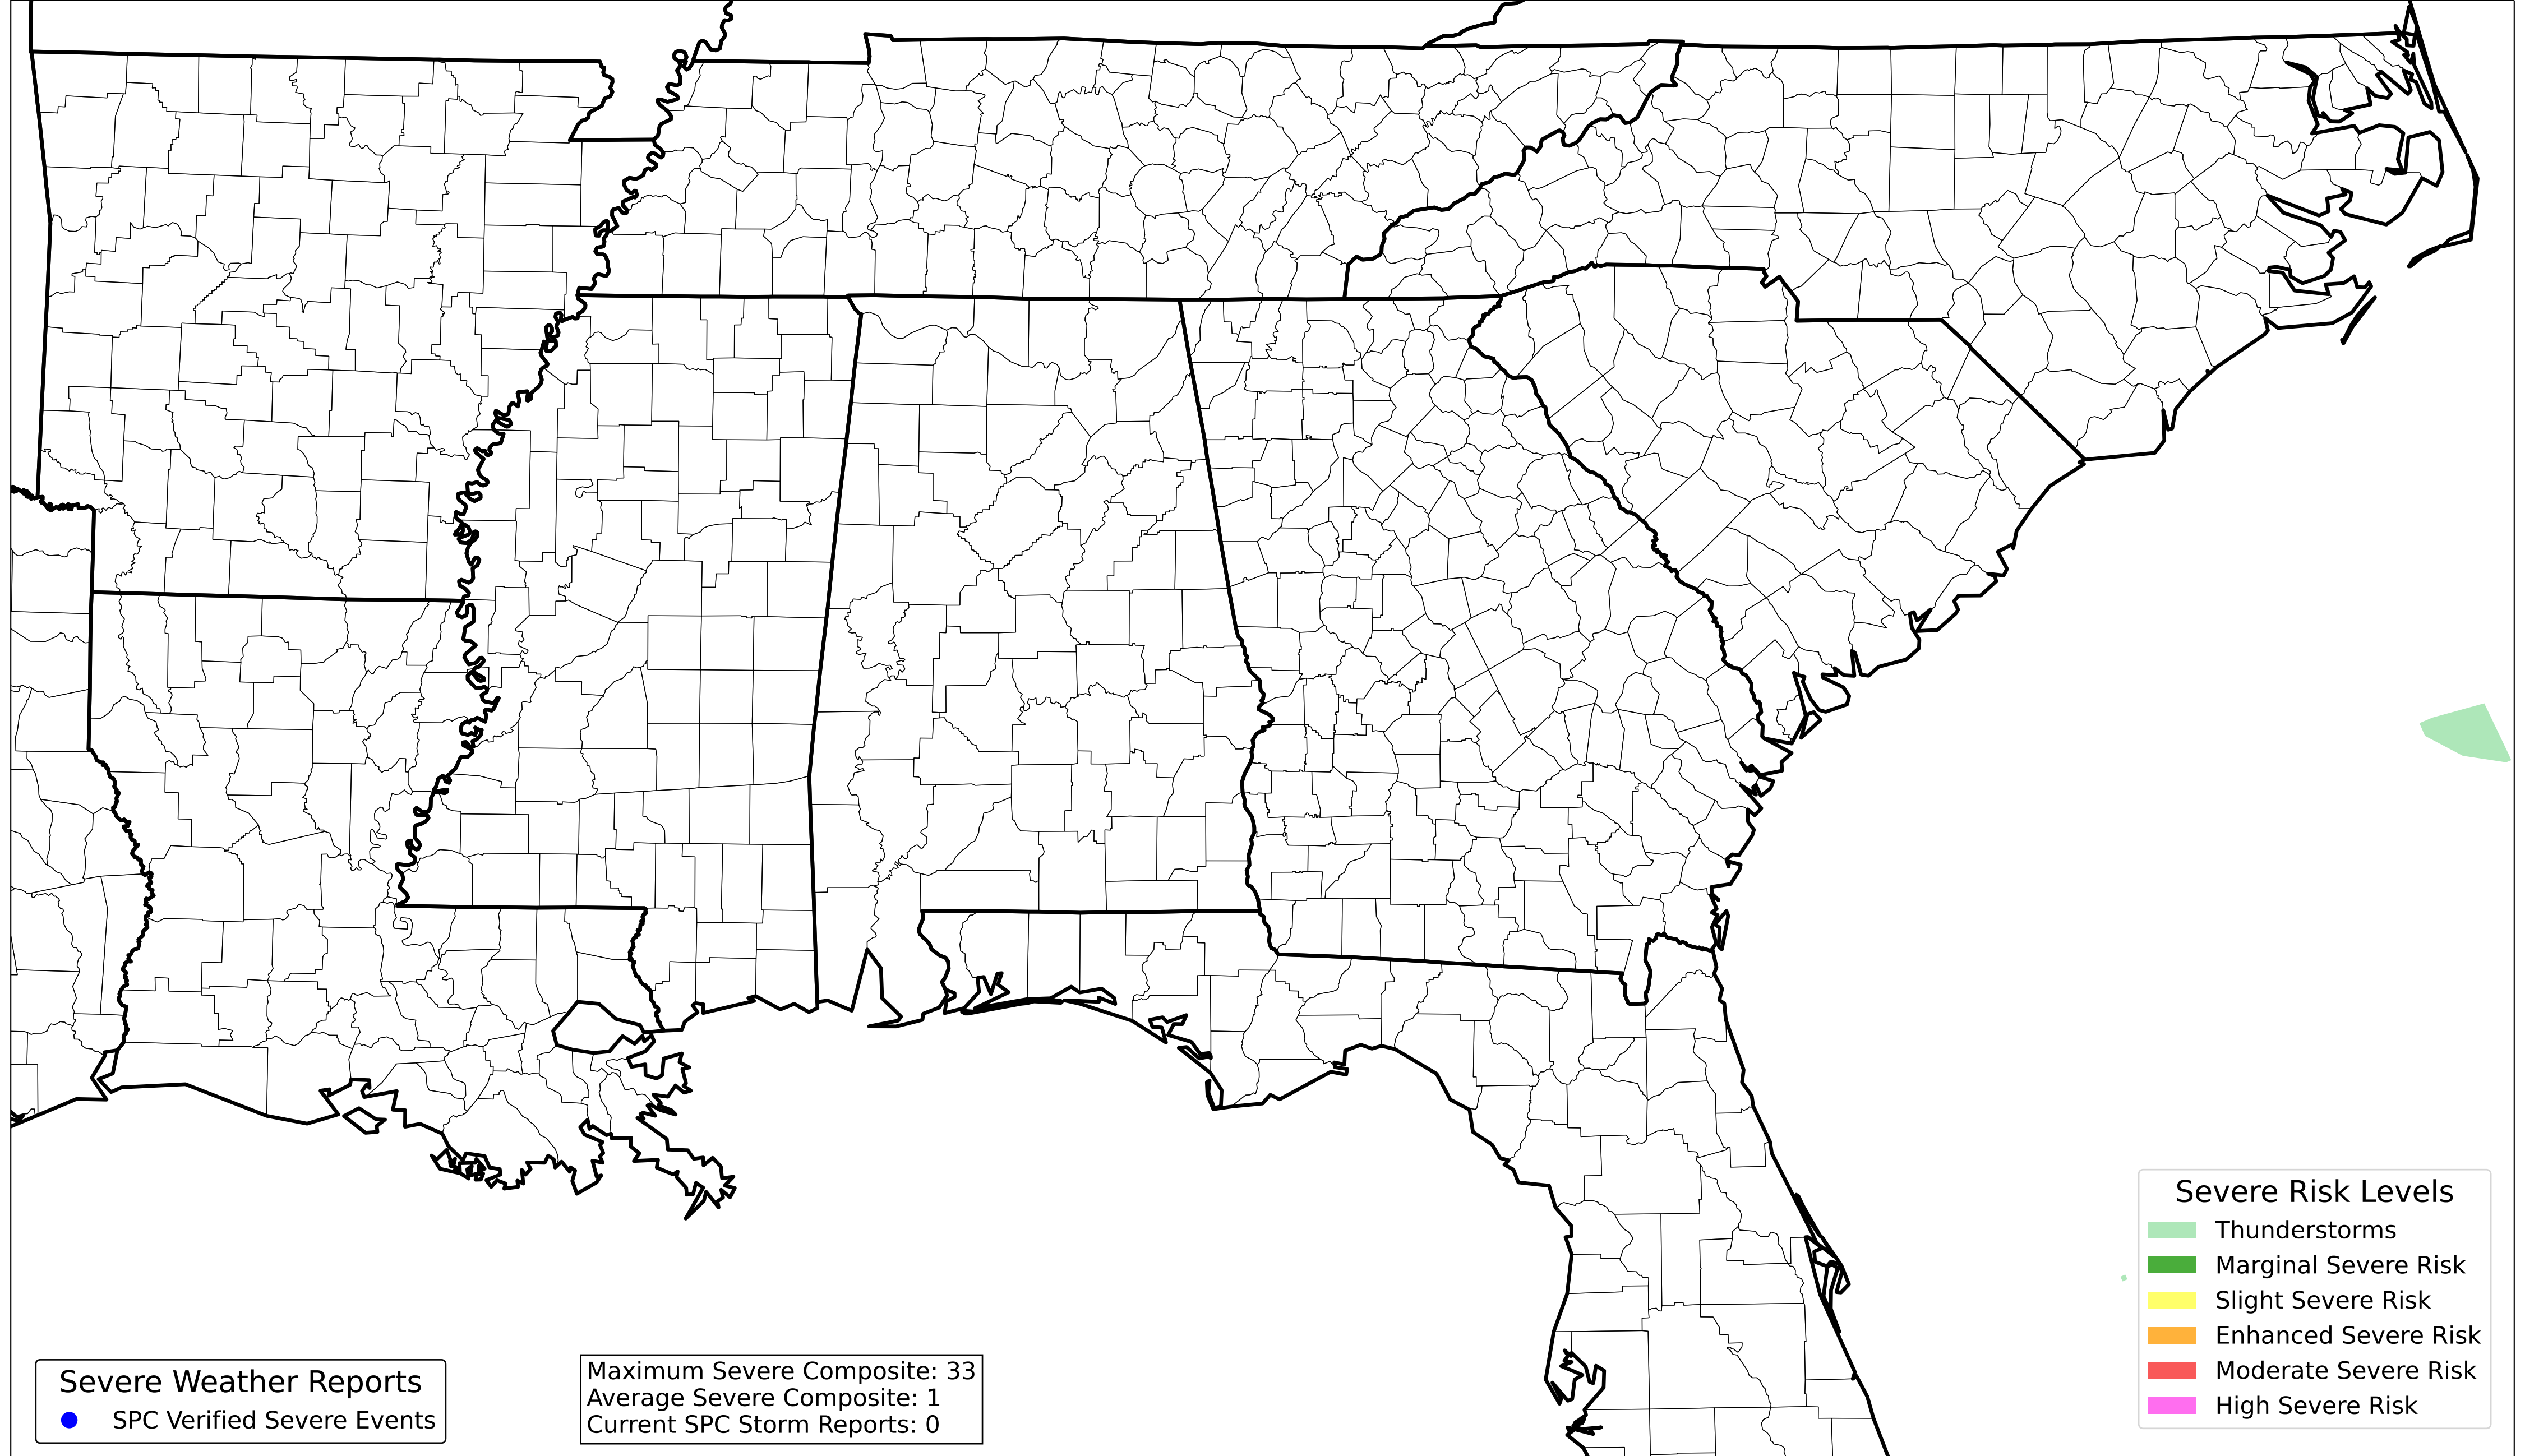 Severe Risk Levels
Thunderstorms
Marginal Severe Risk
Slight Severe Risk
Enhanced Severe Risk
Moderate Severe Risk
High Severe Risk
Severe Weather Reports
SPC Verified Severe Events
Maximum Severe Composite: 33
Average Severe Composite: 1
Current SPC Storm Reports: 0